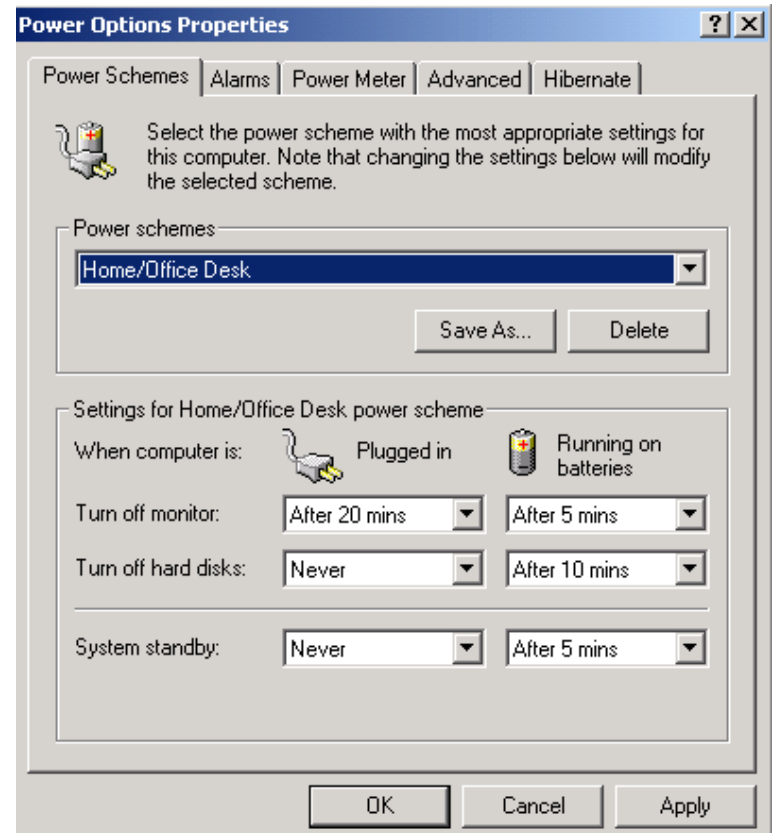 Power Options Properties
Power Schemes Alarms Power Meter Advanced Hibernate
Select the power scheme with the most appropriate settings for
this computer. Note that changing the settings below will modify
the selected scheme.
Power schemes
Home/Office Desk
Save As... Delete
Settings for Home/Office Desk power scheme
When computer is: Plugged in Running on
batteries
Turn off monitor: After 20 mins After 5 mins
Turn off hard disks: Never After 10 mins
System standby: Never After 5 mins
OK Cancel Apply